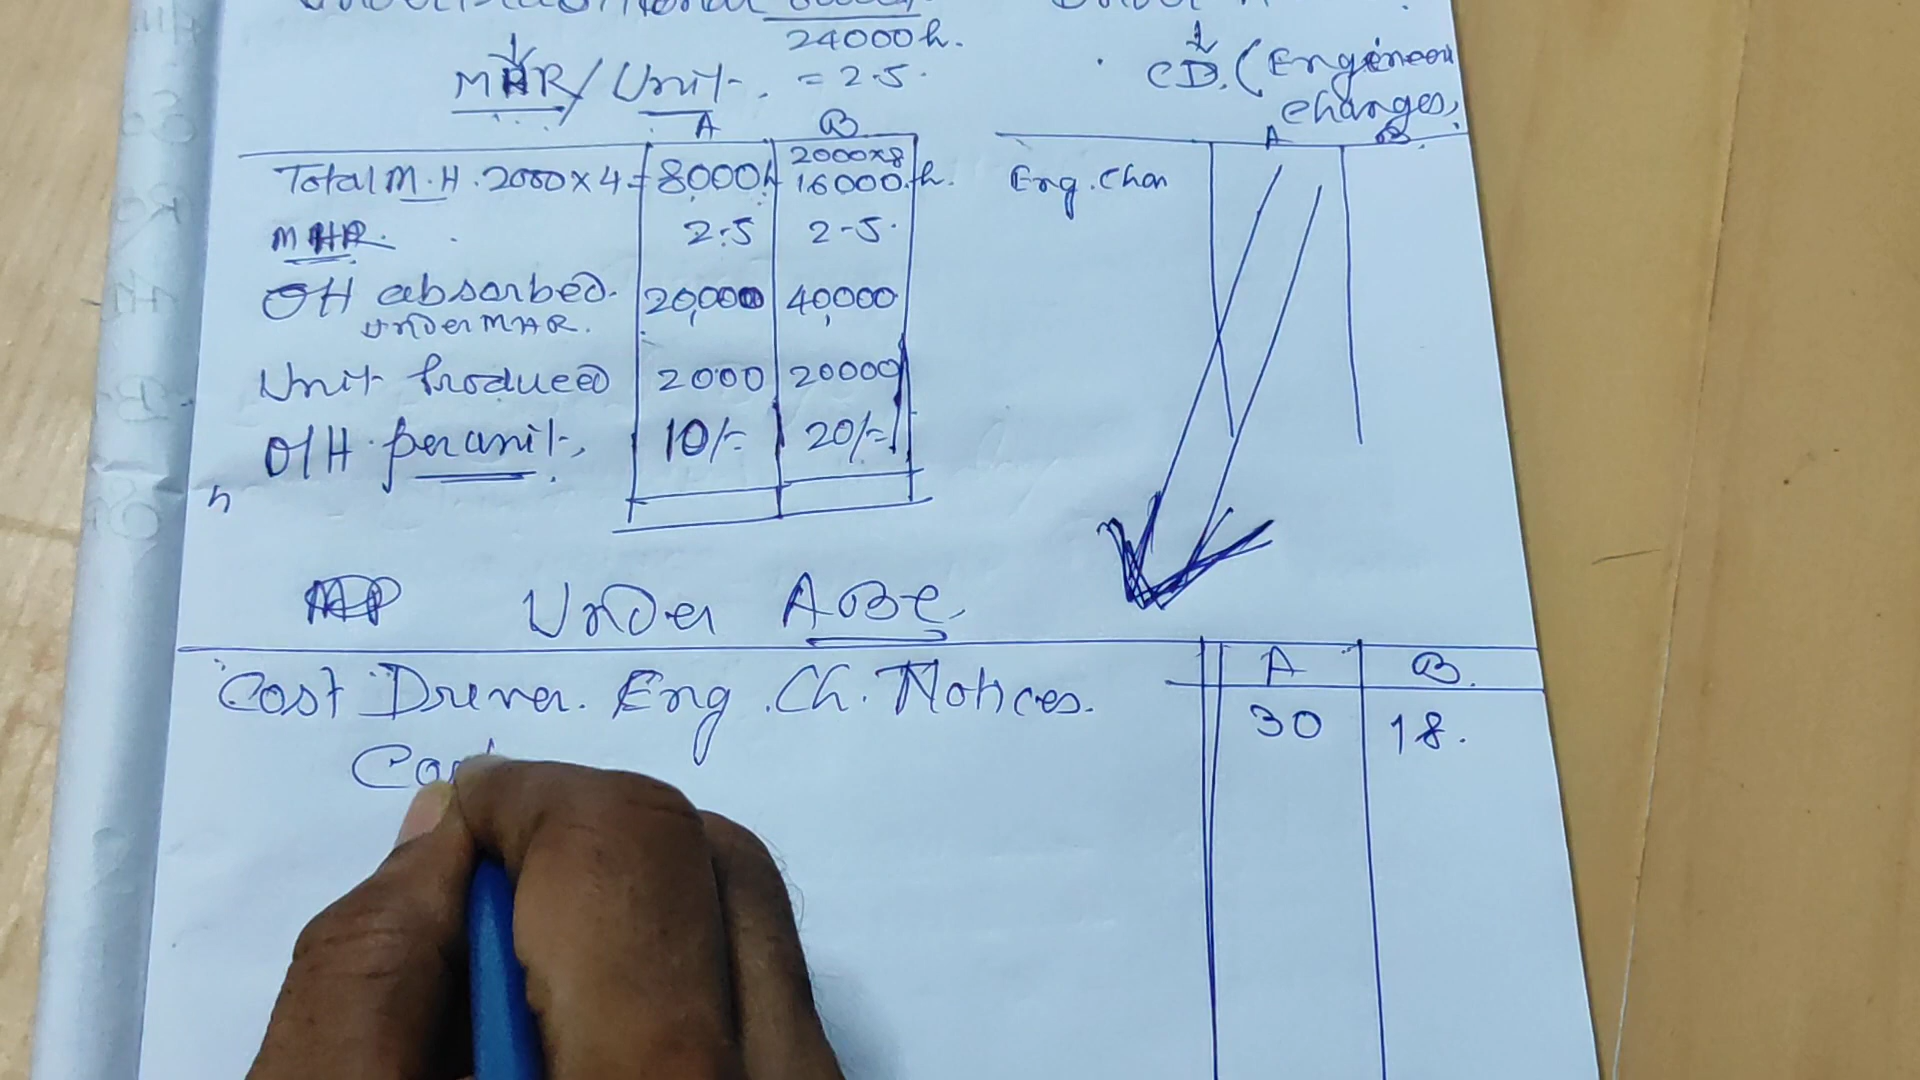 24000h.
MHR/Unit. = 2.5.
CD. (Engineeri
changes.
A B
Total M.H. 2000×4= 8000h 2000×8
16000.h.
MHR. 2.5 2-5.
OH absorbed. 20,000 40,000
under MHR.
Unit Produced 2000 20000
O/H. per unit. 10/- 20/-
A B.
Eng. Chan
Under ABC
A B.
Cost Driver. Eng. Ch. Notices. 30 18.